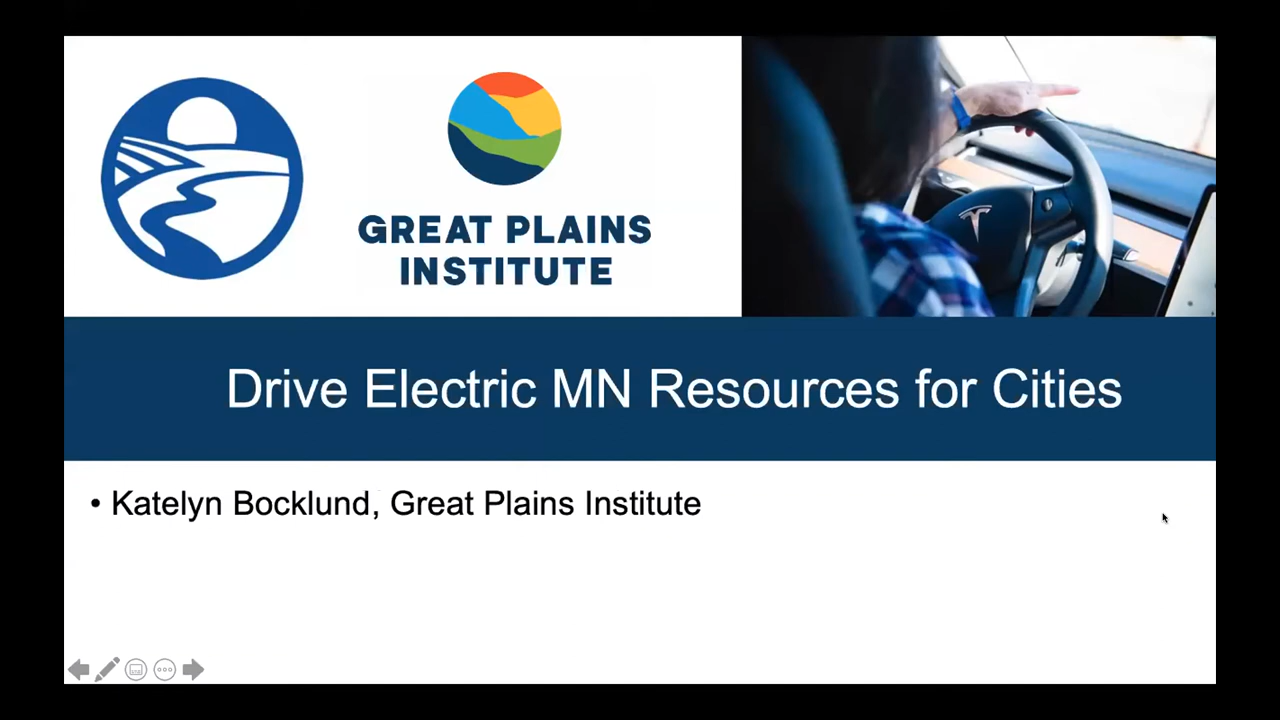 GREAT PLAINS
INSTITUTE
Drive Electric MN Resources for Cities
• Katelyn Bocklund, Great Plains Institute